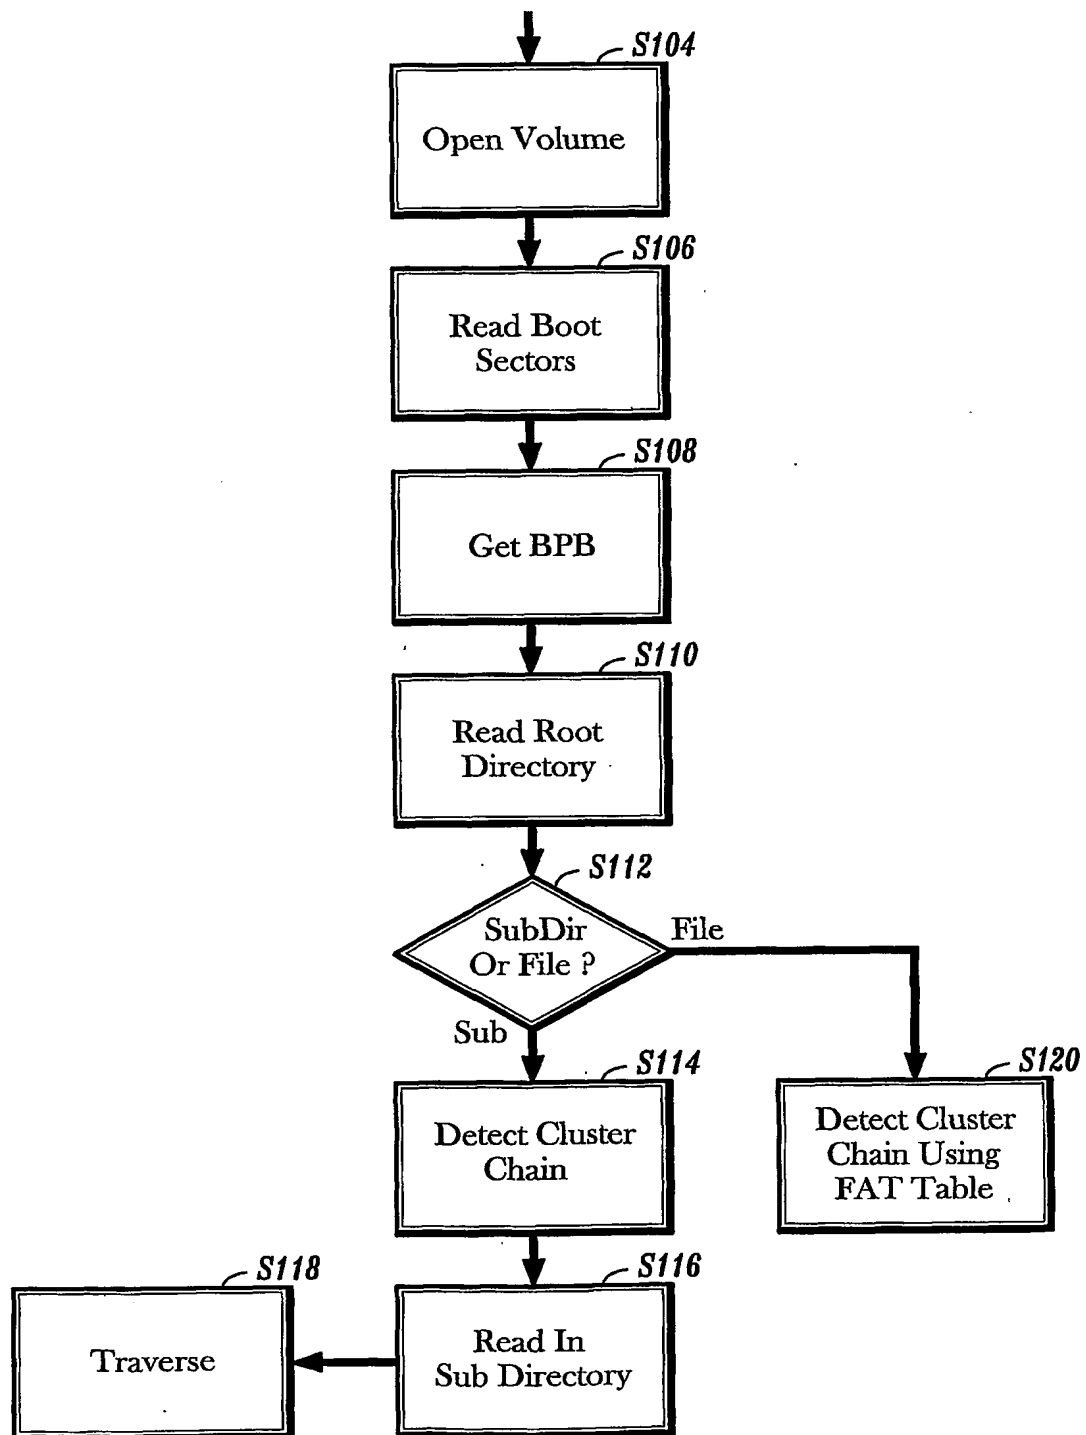 S104
Open Volume
S106
Read Boot
Sectors
S108
Get BPB
S110
Read Root
Directory
S112
SubDir
Or File ?
File
Sub
S114
Detect Cluster
Chain
S120
Detect Cluster
Chain Using
FAT Table
S118
Traverse
S116
Read In
Sub Directory